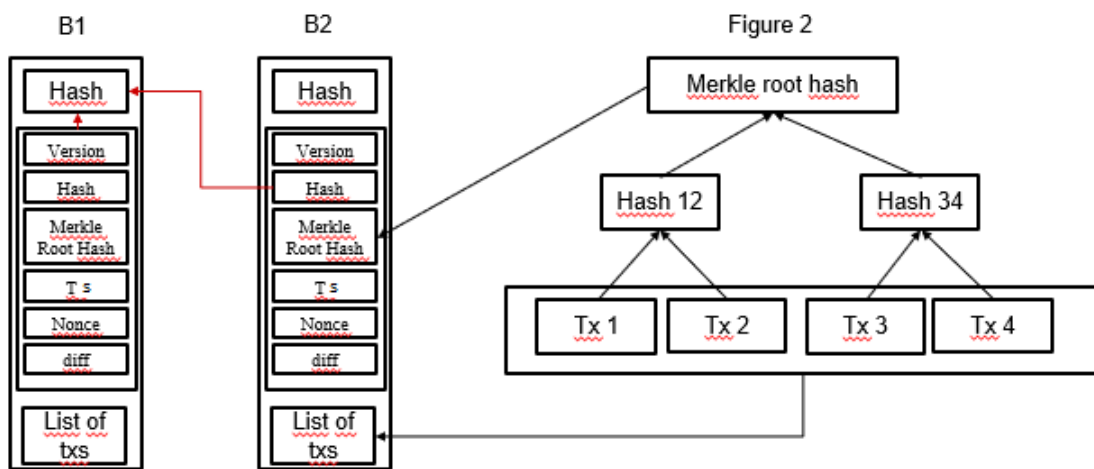 B1
B2
Figure 2
Hash
Version
Hash
Merkle
Root Hash
T s
Nonce
diff
List of
txs
Hash
Version
Hash
Merkle
Root Hash
T s
Nonce
diff
List of
txs
Merkle root hash
Hash 12
Hash 34
Tx 1
Tx 2
Tx 3
Tx 4